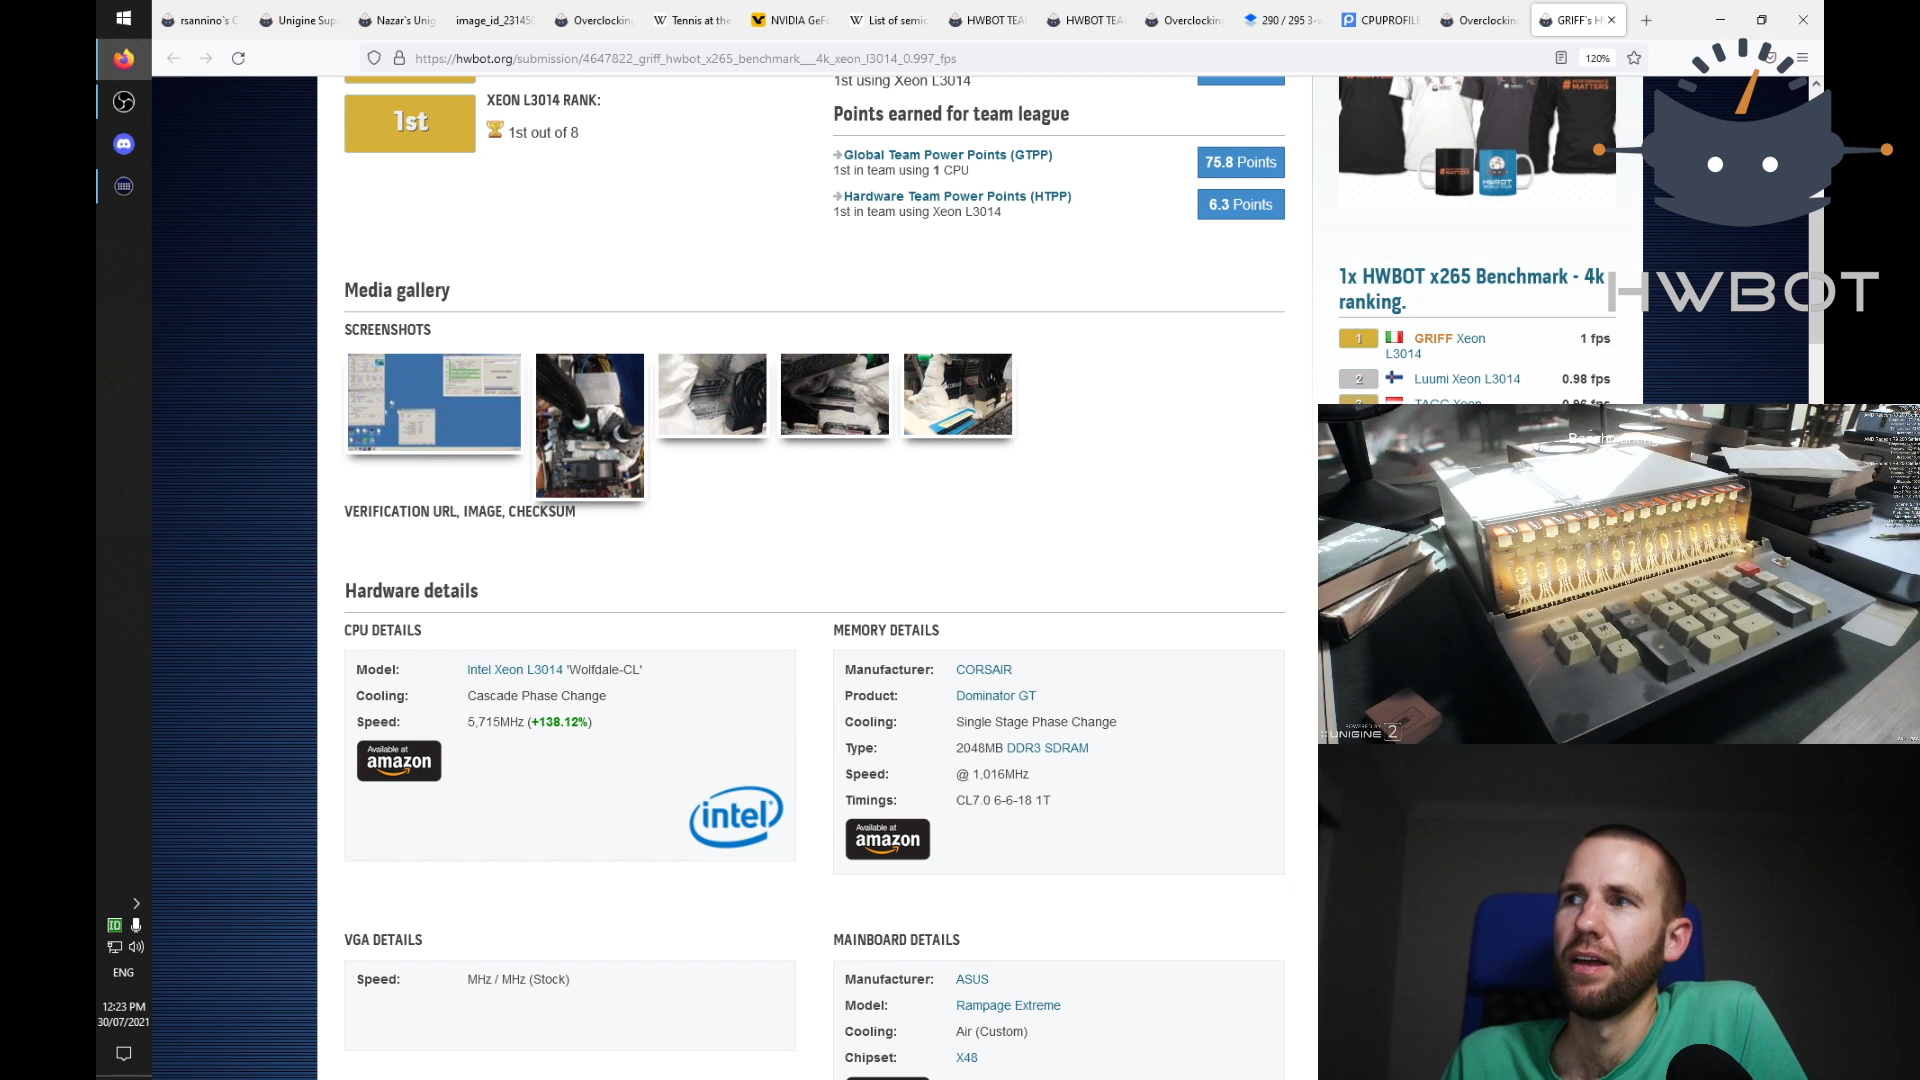 rsannino`s C
Unigine Supe
Nazar`s Unig
image_id_231450
Overclocking
Tennis at the
NVIDIA GeFo
List of semic
HWBOT TEA
HWBOT TEA
Overclocking
290 / 295 3-w
CPUPROFILE
Overclocking
GRIFF`s H
https://hwbot.org/submission/4647822_griff_hwbot_x265_benchmark___4k_xeon_l3014_0.997_fps
120%
1st
XEON L3014 RANK:
1st out of 8
1st using Xeon L3014
Points earned for team league
Global Team Power Points (GTPP)
1st in team using 1 CPU
75.8 Points
Hardware Team Power Points (HTPP)
1st in team using Xeon L3014
6.3 Points
Media gallery
SCREENSHOTS
VERIFICATION URL, IMAGE, CHECKSUM
Hardware details
CPU DETAILS
Model: Intel Xeon L3014 'Wolfdale-CL'
Cooling: Cascade Phase Change
Speed: 5,715MHz (+138.12%)
Available at
amazon
intel
MEMORY DETAILS
Manufacturer: CORSAIR
Product: Dominator GT
Cooling: Single Stage Phase Change
Type: 2048MB DDR3 SDRAM
Speed: @ 1,016MHz
Timings: CL7.0 6-6-18 1T
Available at
amazon
VGA DETAILS
Speed: MHz / MHz (Stock)
MAINBOARD DETAILS
Manufacturer: ASUS
Model: Rampage Extreme
Cooling: Air (Custom)
Chipset: X48
1x HWBOT x265 Benchmark - 4k
ranking.
1 GRIFF Xeon
L3014
1 fps
2 Luumi Xeon L3014 0.98 fps
HWBOT
POWERED BY
UNIGINE 2
ENG
12:23 PM
30/07/2021